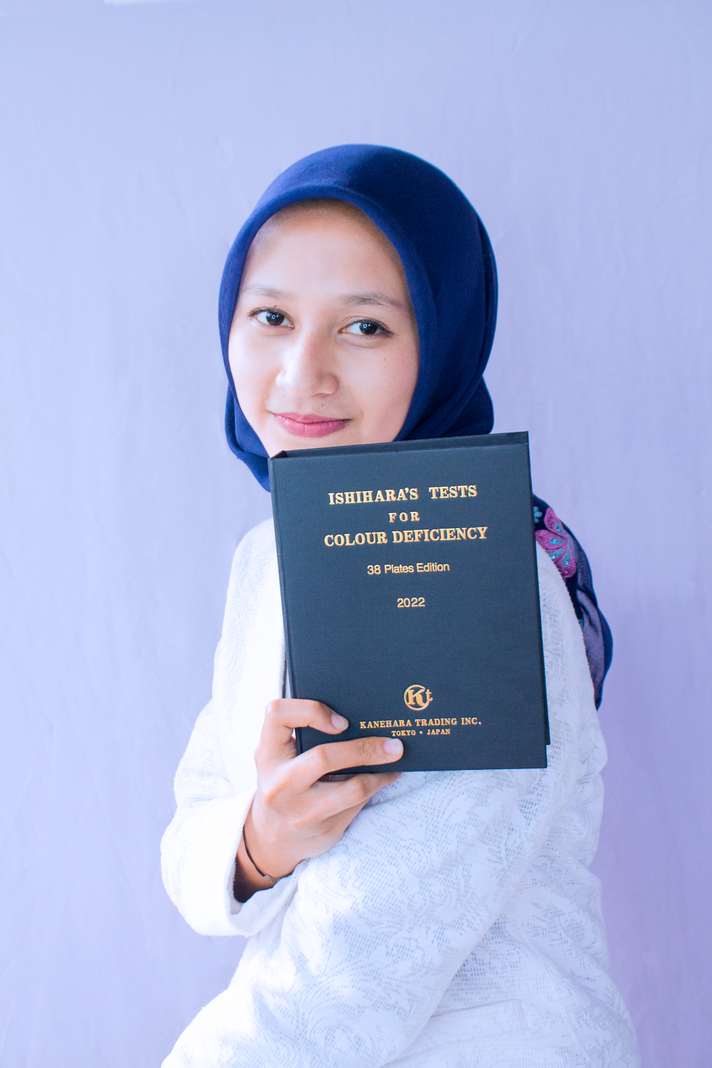 ISHIHARA'S TESTS
FOR
COLOUR DEFICIENCY
38 Plates Edition
2022
Kt
KANEHARA TRADING INC.
TOKYO • JAPAN